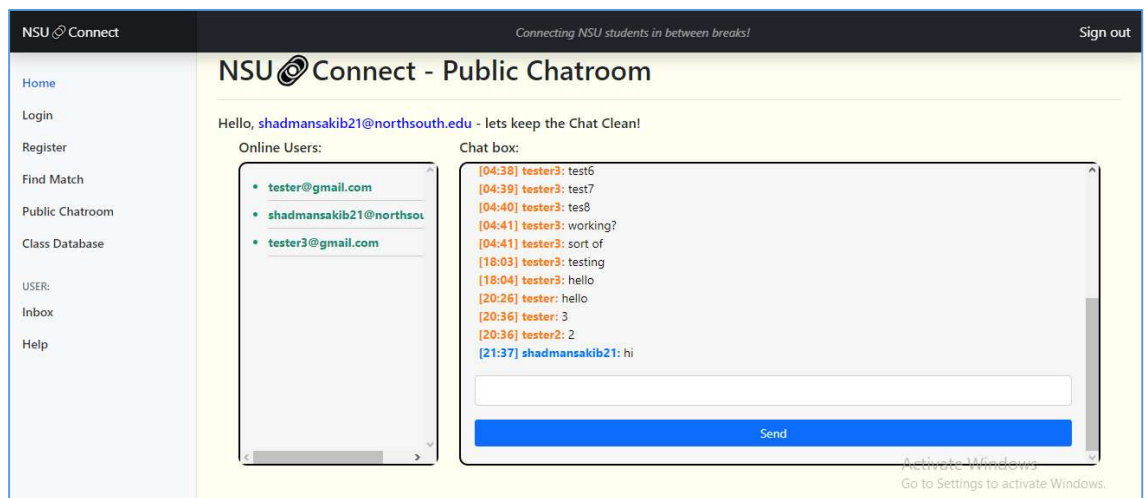 NSU Connect
Connecting NSU students in between breaks!
Sign out
Home
Login
Register
Find Match
Public Chatroom
Class Database
USER:
Inbox
Help
NSU Connect - Public Chatroom
Hello, shadmansakib21@northsouth.edu - lets keep the Chat Clean!
Online Users:
tester@gmail.com
shadmansakib21@northsou
tester3@gmail.com
Chat box:
[04:38] tester3: test6
[04:39] tester3: test7
[04:40] tester3: tes8
[04:41] tester3: working?
[04:41] tester3: sort of
[18:03] tester3: testing
[18:04] tester3: hello
[20:26] tester: hello
[20:36] tester: 3
[20:36] tester2: 2
[21:37] shadmansakib21: hi
Send
Activate Windows
Go to Settings to activate Windows.